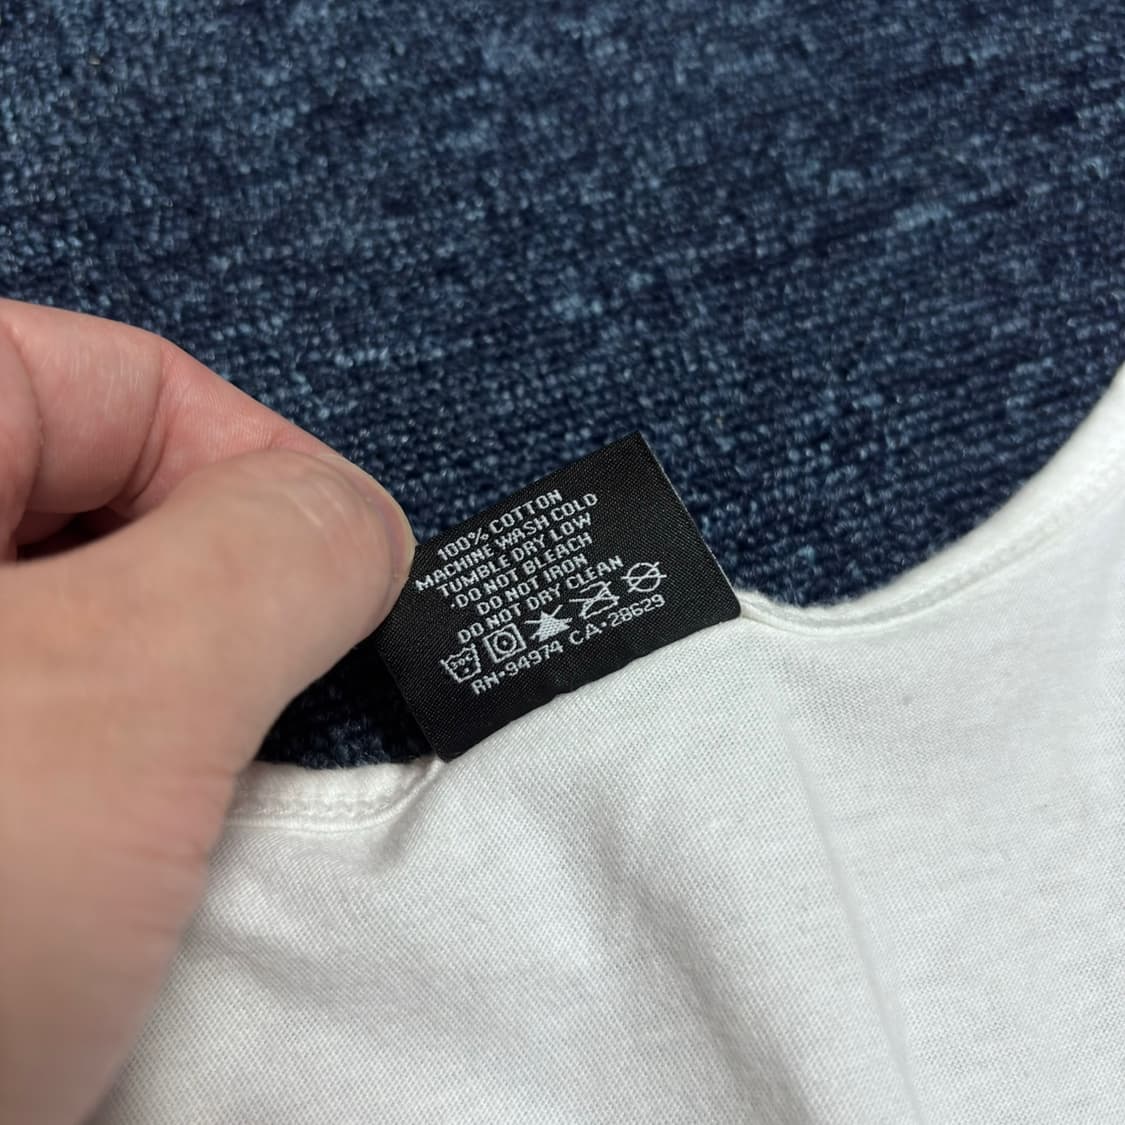 100% COTTON
MACHINE WASH COLD
TUMBLE DRY LOW
·DO NOT BLEACH
DO NOT IRON
DO NOT DRY CLEAN
30C
RN·94974 CA·28629